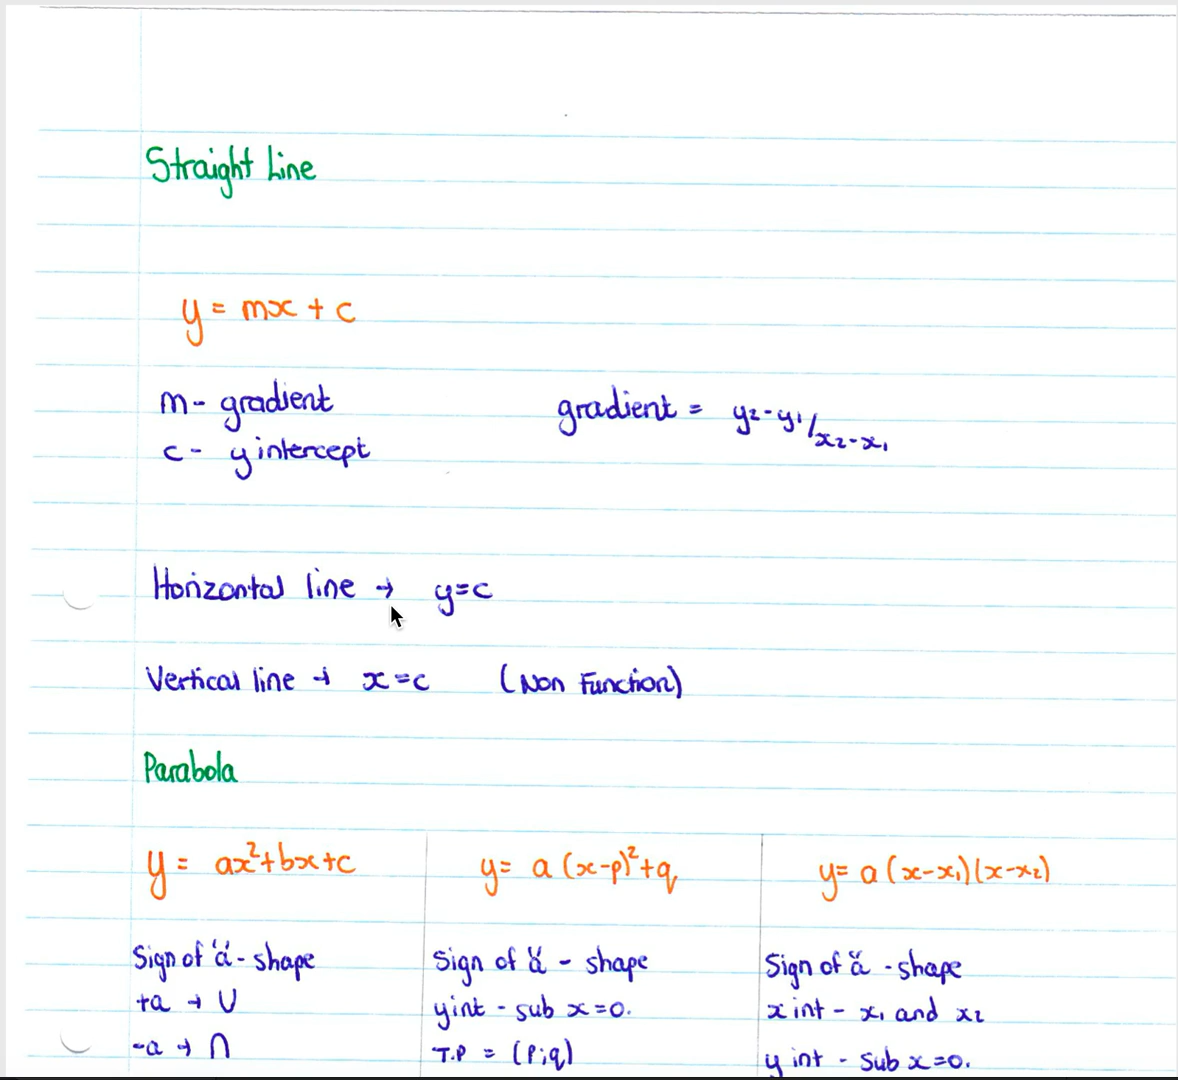 Straight Line
y = mx + c
m - gradient gradient = y2-y1/x2-x1
c - y intercept
Horizontal line → y=c
Vertical line → x=c (Non Function)
Parabola
y = ax²+bx+c
Sign of "a" - shape
+a → U
-a → ∩
y= a (x-p)²+q
Sign of "a" - shape
y int - sub x=0.
T.P = (p;q)
y= a (x-x1)(x-x2)
Sign of "a" - shape
x int - x1 and x2
y int - sub x=0.